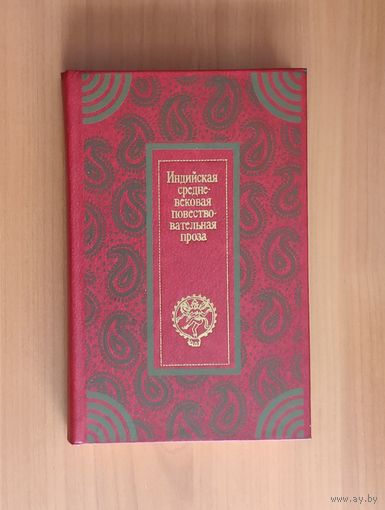 Индийская
средне-
вековая
повество-
вательная
проза
www.ay.by